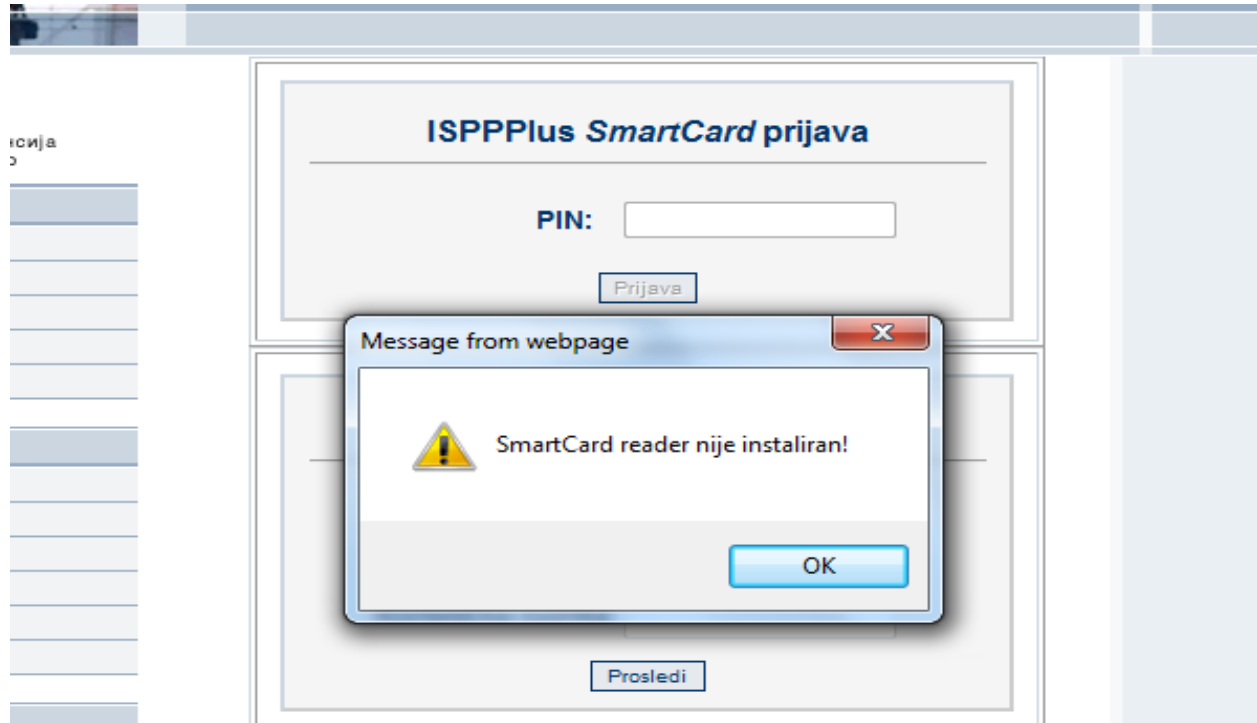 ISPPPlus SmartCard prijava
PIN:
Prijava
Message from webpage
SmartCard reader nije instaliran!
OK
Prosledi